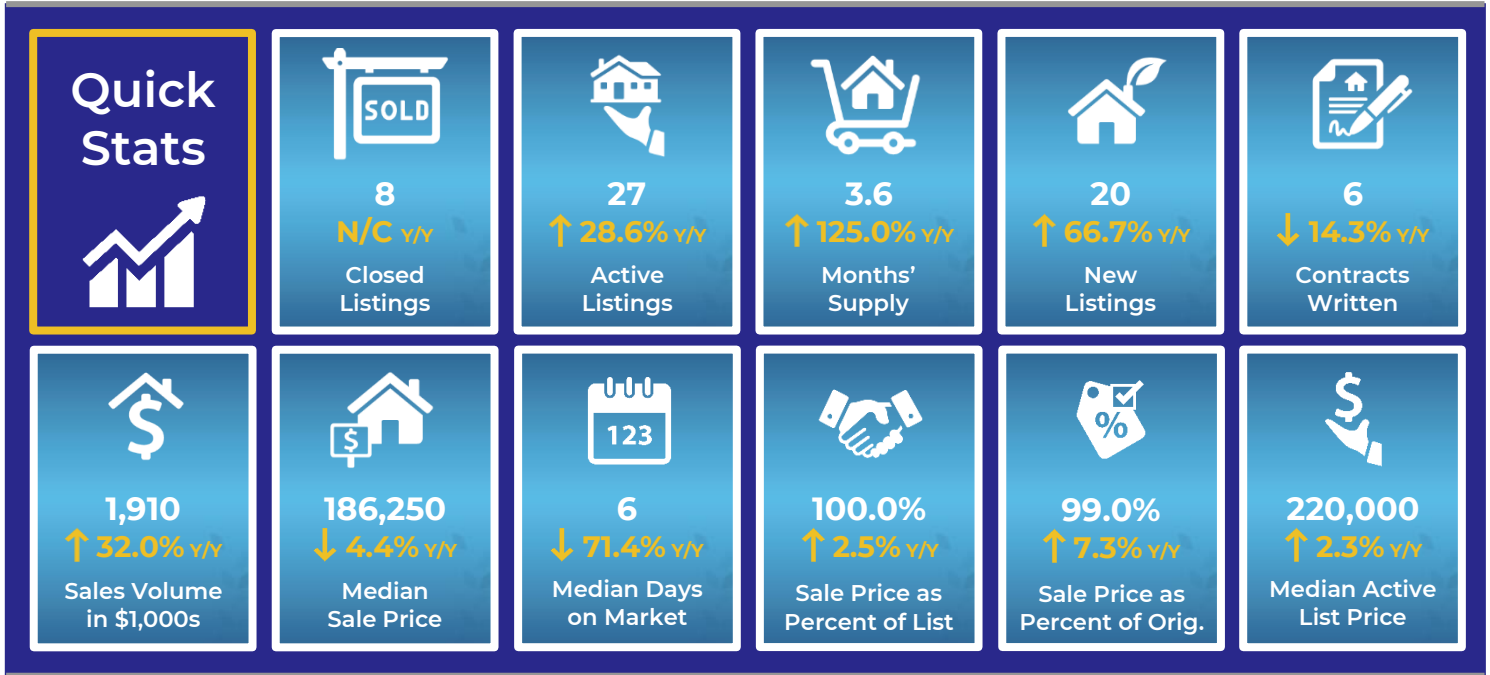 Quick
Stats
SOLD
8
N/C Y/Y
Closed
Listings
27
↑ 28.6% Y/Y
Active
Listings
3.6
↑ 125.0% Y/Y
Months’
Supply
20
↑ 66.7% Y/Y
New
Listings
6
↓ 14.3% Y/Y
Contracts
Written
$
1,910
↑ 32.0% Y/Y
Sales Volume
in $1,000s
$
186,250
↓ 4.4% Y/Y
Median
Sale Price
123
6
↓ 71.4% Y/Y
Median Days
on Market
100.0%
↑ 2.5% Y/Y
Sale Price as
Percent of List
%
99.0%
↑ 7.3% Y/Y
Sale Price as
Percent of Orig.
$
220,000
↑ 2.3% Y/Y
Median Active
List Price